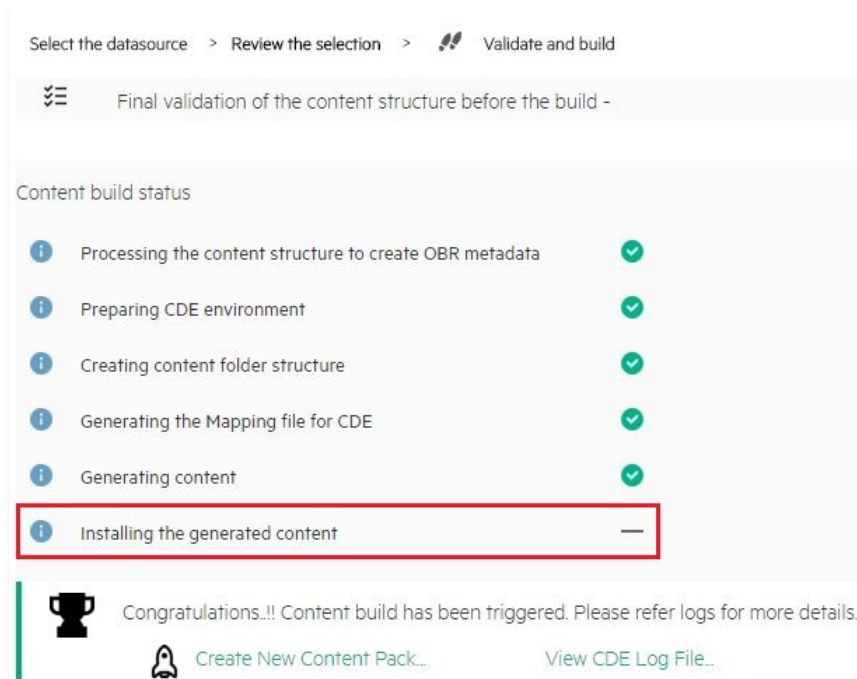 Select the datasource > Review the selection > Validate and build
Final validation of the content structure before the build -
Content build status
Processing the content structure to create OBR metadata
Preparing CDE environment
Creating content folder structure
Generating the Mapping file for CDE
Generating content
Installing the generated content
Congratulations..!! Content build has been triggered. Please refer logs for more details.
Create New Content Pack... View CDE Log File...